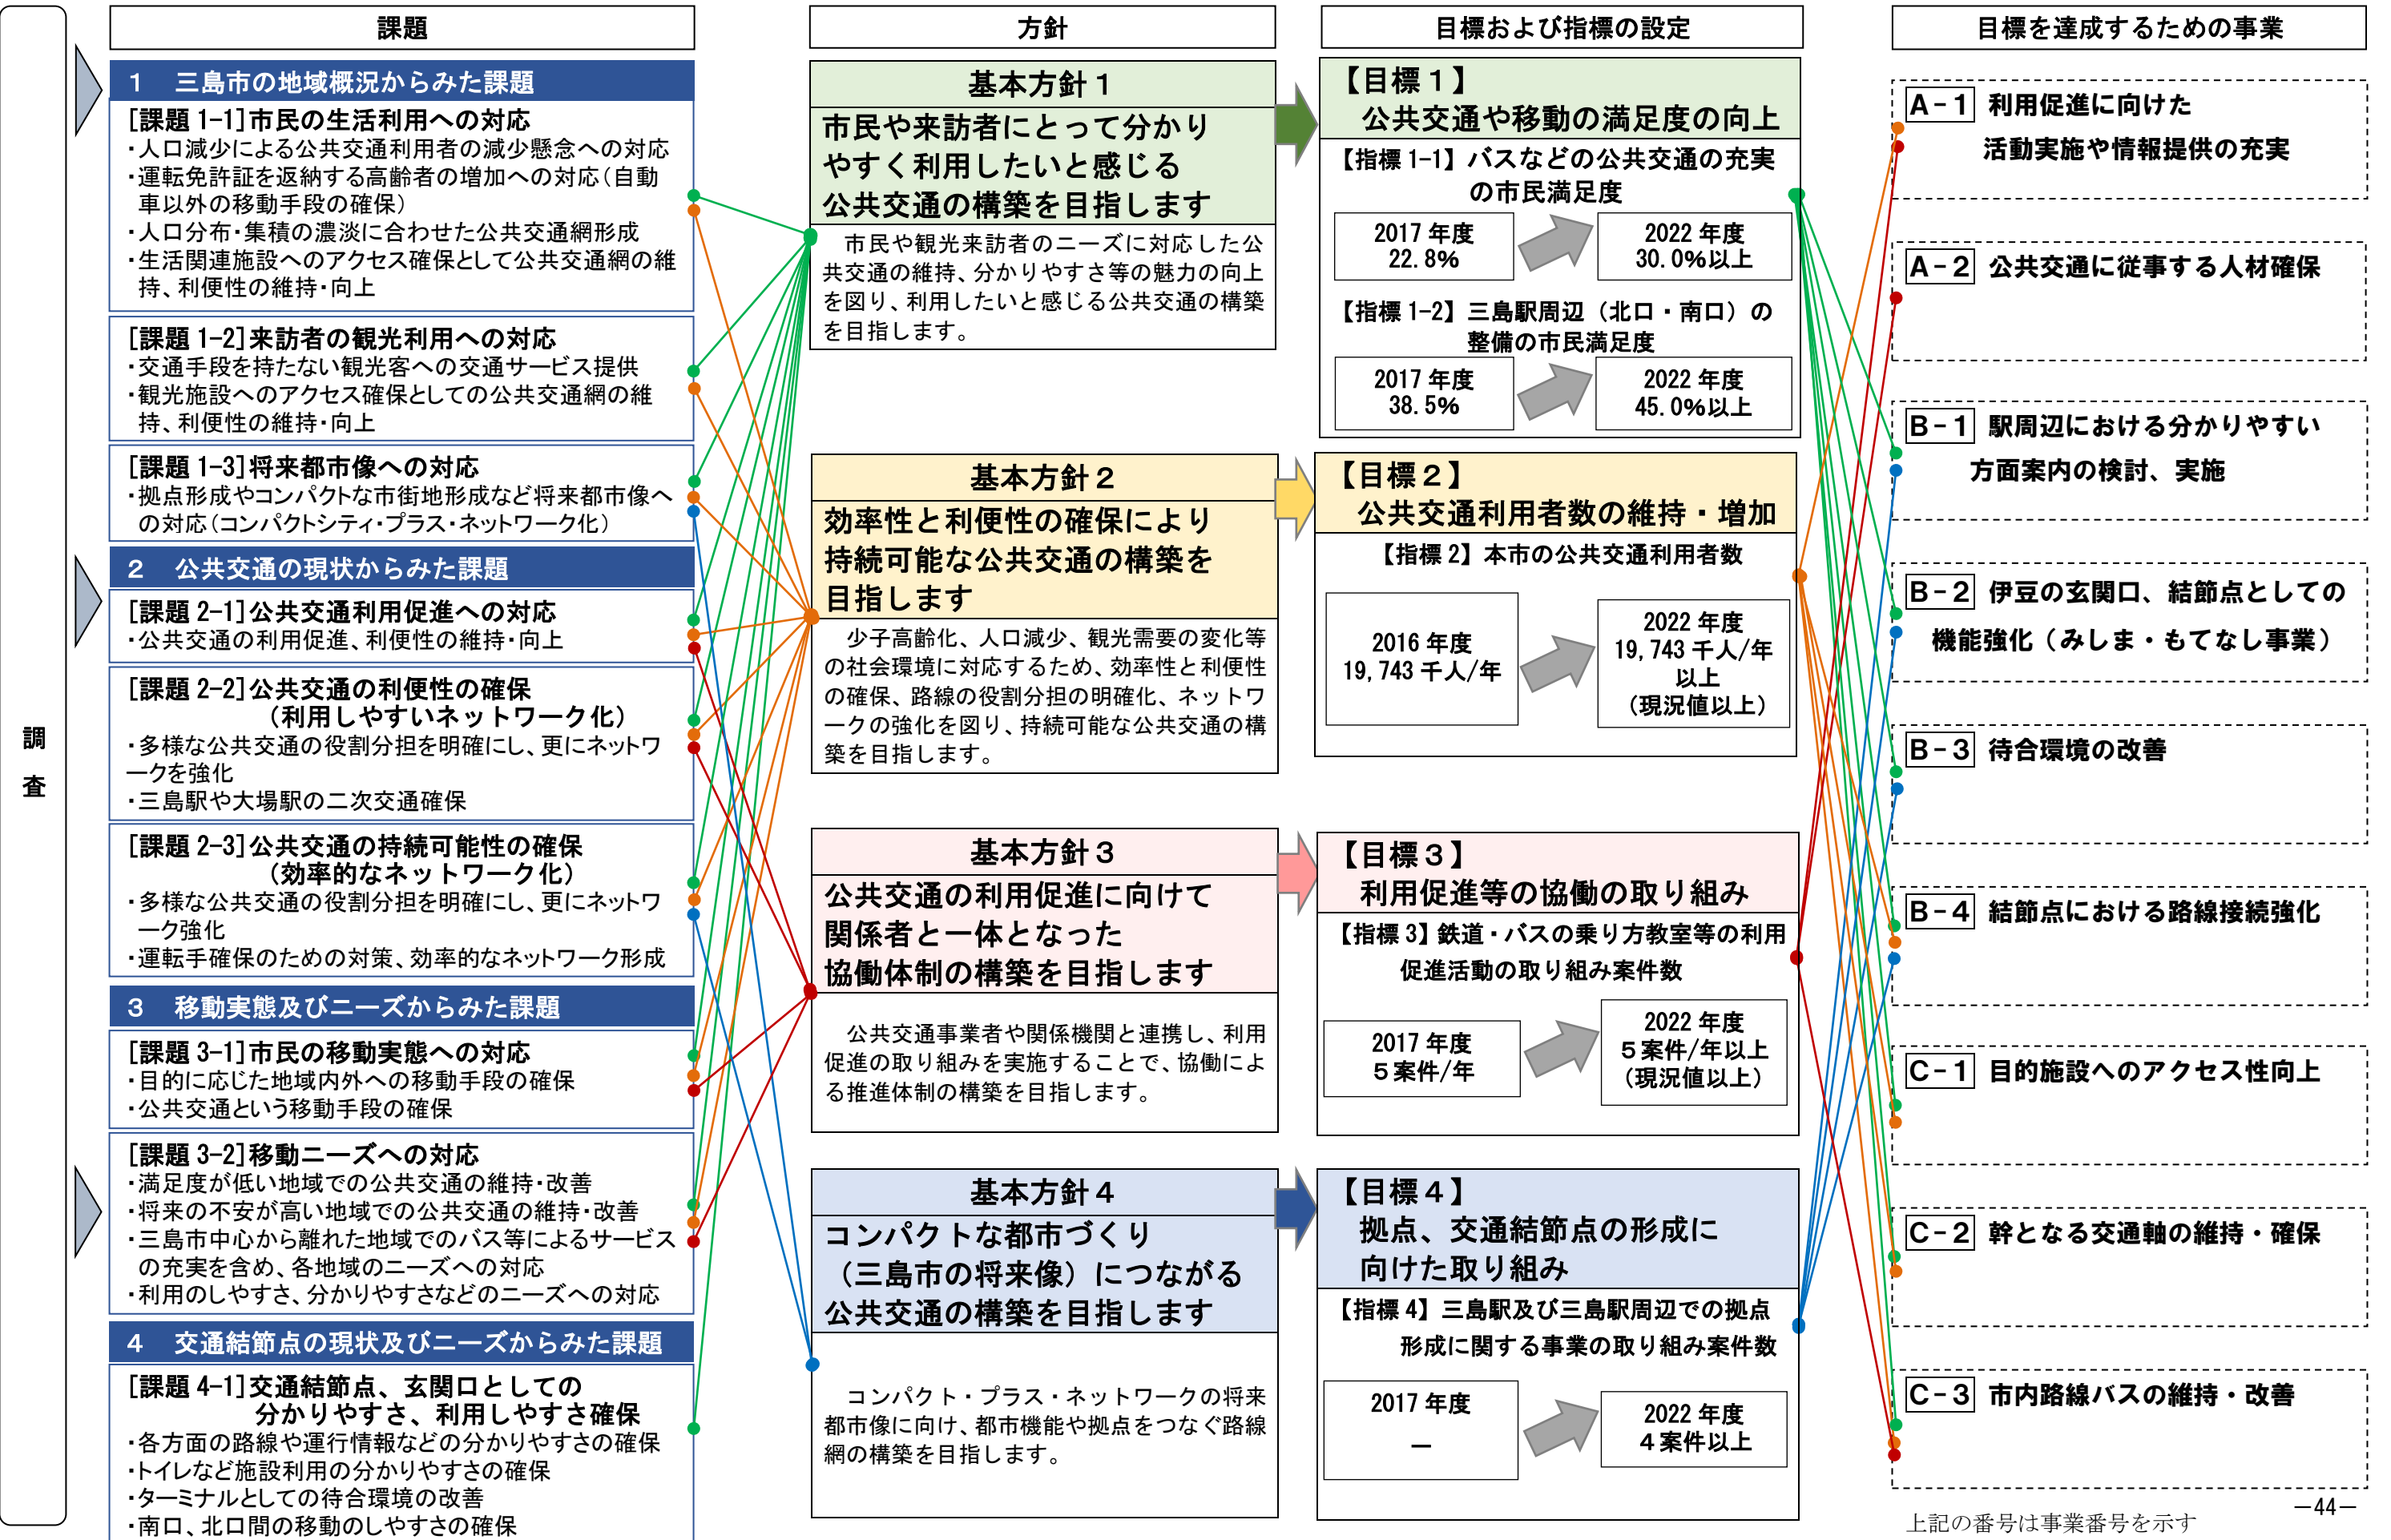 調
査
課題
１　三島市の地域概況からみた課題
[課題 1-1]市民の生活利用への対応
・人口減少による公共交通利用者の減少懸念への対応
・運転免許証を返納する高齢者の増加への対応（自動
車以外の移動手段の確保）
・人口分布・集積の濃淡に合わせた公共交通網形成
・生活関連施設へのアクセス確保として公共交通網の維
持、利便性の維持・向上
[課題 1-2]来訪者の観光利用への対応
・交通手段を持たない観光客への交通サービス提供
・観光施設へのアクセス確保としての公共交通網の維
持、利便性の維持・向上
[課題 1-3]将来都市像への対応
・拠点形成やコンパクトな市街地形成など将来都市像へ
の対応（コンパクトシティ・プラス・ネットワーク化）
２　公共交通の現状からみた課題
[課題 2-1]公共交通利用促進への対応
・公共交通の利用促進、利便性の維持・向上
[課題 2-2]公共交通の利便性の確保
（利用しやすいネットワーク化）
・多様な公共交通の役割分担を明確にし、更にネットワ
ークを強化
・三島駅や大場駅の二次交通確保
[課題 2-3]公共交通の持続可能性の確保
（効率的なネットワーク化）
・多様な公共交通の役割分担を明確にし、更にネットワ
ーク強化
・運転手確保のための対策、効率的なネットワーク形成
３　移動実態及びニーズからみた課題
[課題 3-1]市民の移動実態への対応
・目的に応じた地域内外への移動手段の確保
・公共交通という移動手段の確保
[課題 3-2]移動ニーズへの対応
・満足度が低い地域での公共交通の維持・改善
・将来の不安が高い地域での公共交通の維持・改善
・三島市中心から離れた地域でのバス等によるサービス
の充実を含め、各地域のニーズへの対応
・利用のしやすさ、分かりやすさなどのニーズへの対応
４　交通結節点の現状及びニーズからみた課題
[課題 4-1]交通結節点、玄関口としての
分かりやすさ、利用しやすさ確保
・各方面の路線や運行情報などの分かりやすさの確保
・トイレなど施設利用の分かりやすさの確保
・ターミナルとしての待合環境の改善
・南口、北口間の移動のしやすさの確保
方針
基本方針１
市民や来訪者にとって分かり
やすく利用したいと感じる
公共交通の構築を目指します
市民や観光来訪者のニーズに対応した公
共交通の維持、分かりやすさ等の魅力の向上
を図り、利用したいと感じる公共交通の構築
を目指します。
基本方針２
効率性と利便性の確保により
持続可能な公共交通の構築を
目指します
少子高齢化、人口減少、観光需要の変化等
の社会環境に対応するため、効率性と利便性
の確保、路線の役割分担の明確化、ネットワ
ークの強化を図り、持続可能な公共交通の構
築を目指します。
基本方針３
公共交通の利用促進に向けて
関係者と一体となった
協働体制の構築を目指します
公共交通事業者や関係機関と連携し、利用
促進の取り組みを実施することで、協働によ
る推進体制の構築を目指します。
基本方針４
コンパクトな都市づくり
（三島市の将来像）につながる
公共交通の構築を目指します
コンパクト・プラス・ネットワークの将来
都市像に向け、都市機能や拠点をつなぐ路線
網の構築を目指します。
目標および指標の設定
【目標１】
公共交通や移動の満足度の向上
【指標 1-1】バスなどの公共交通の充実
の市民満足度
2017 年度
22.8%
2022 年度
30.0%以上
【指標 1-2】三島駅周辺（北口・南口）の
整備の市民満足度
2017 年度
38.5%
2022 年度
45.0%以上
【目標２】
公共交通利用者数の維持・増加
【指標 2】本市の公共交通利用者数
2016 年度
19,743 千人/年
2022 年度
19,743 千人/年
以上
（現況値以上）
【目標３】
利用促進等の協働の取り組み
【指標 3】鉄道・バスの乗り方教室等の利用
促進活動の取り組み案件数
2017 年度
５案件/年
2022 年度
５案件/年以上
（現況値以上）
【目標４】
拠点、交通結節点の形成に
向けた取り組み
【指標 4】三島駅及び三島駅周辺での拠点
形成に関する事業の取り組み案件数
2017 年度
－
2022 年度
４案件以上
目標を達成するための事業
A-1 利用促進に向けた
活動実施や情報提供の充実
A-2 公共交通に従事する人材確保
B-1 駅周辺における分かりやすい
方面案内の検討、実施
B-2 伊豆の玄関口、結節点としての
機能強化（みしま・もてなし事業）
B-3 待合環境の改善
B-4 結節点における路線接続強化
C-1 目的施設へのアクセス性向上
C-2 幹となる交通軸の維持・確保
C-3 市内路線バスの維持・改善
上記の番号は事業番号を示す
－44－